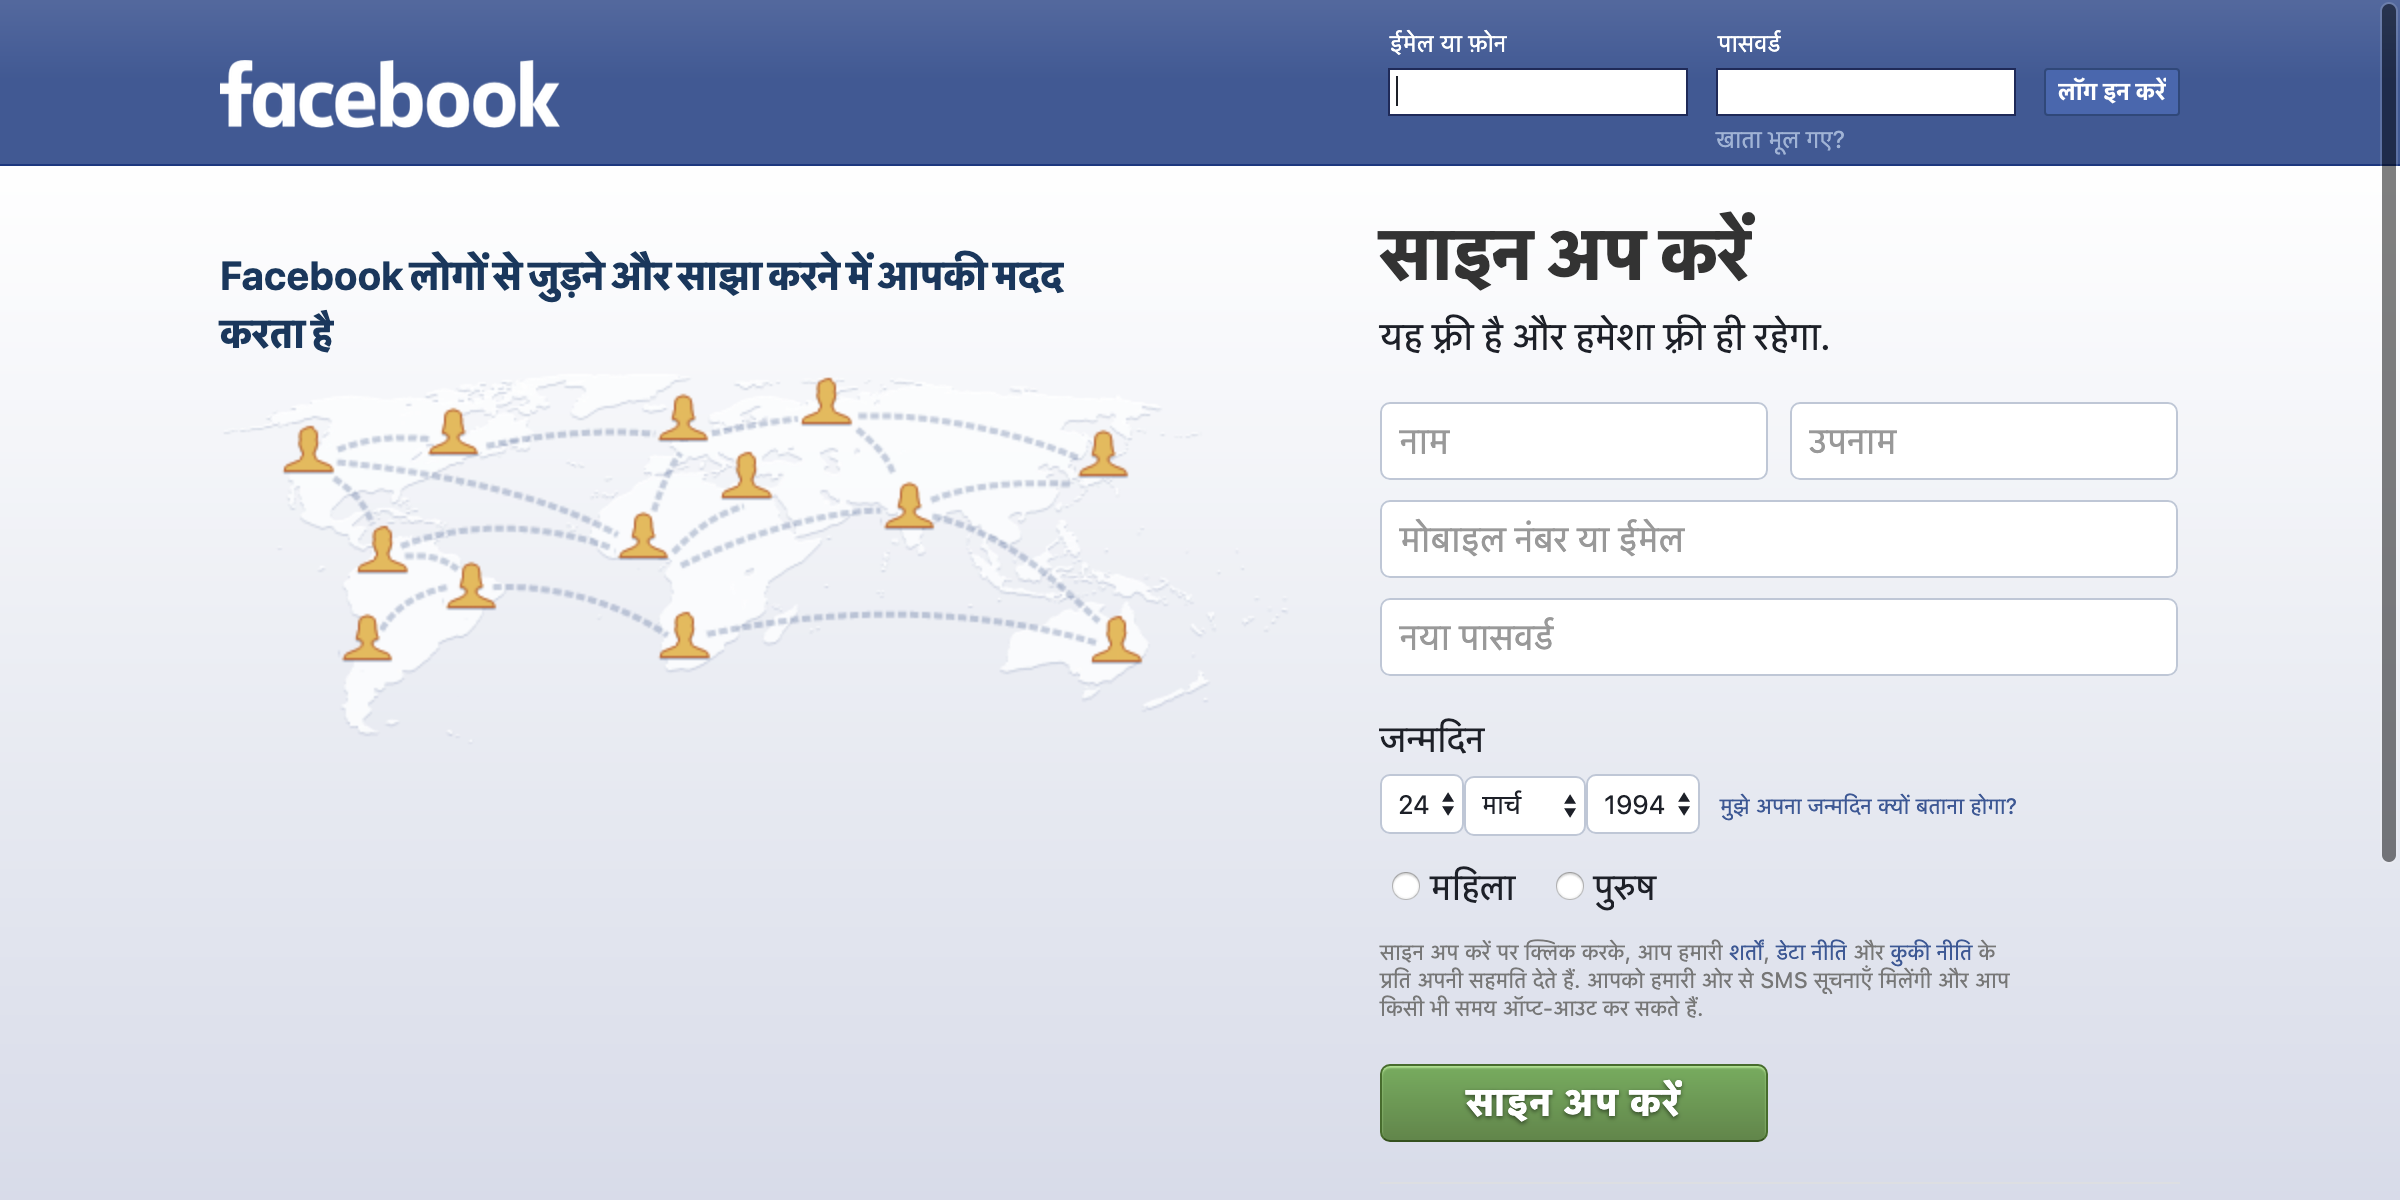 facebook
ईमेल या फ़ोन
पासवर्ड
लॉग इन करें
खाता भूल गए?
Facebook लोगों से जुड़ने और साझा करने में आपकी मदद
करता है
साइन अप करें
यह फ़्री है और हमेशा फ़्री ही रहेगा.
नाम
उपनाम
मोबाइल नंबर या ईमेल
नया पासवर्ड
जन्मदिन
24 मार्च 1994 मुझे अपना जन्मदिन क्यों बताना होगा?
महिला पुरुष
साइन अप करें पर क्लिक करके, आप हमारी शर्तों, डेटा नीति और कुकी नीति के
प्रति अपनी सहमति देते हैं. आपको हमारी ओर से SMS सूचनाएँ मिलेंगी और आप
किसी भी समय ऑप्ट-आउट कर सकते हैं.
साइन अप करें